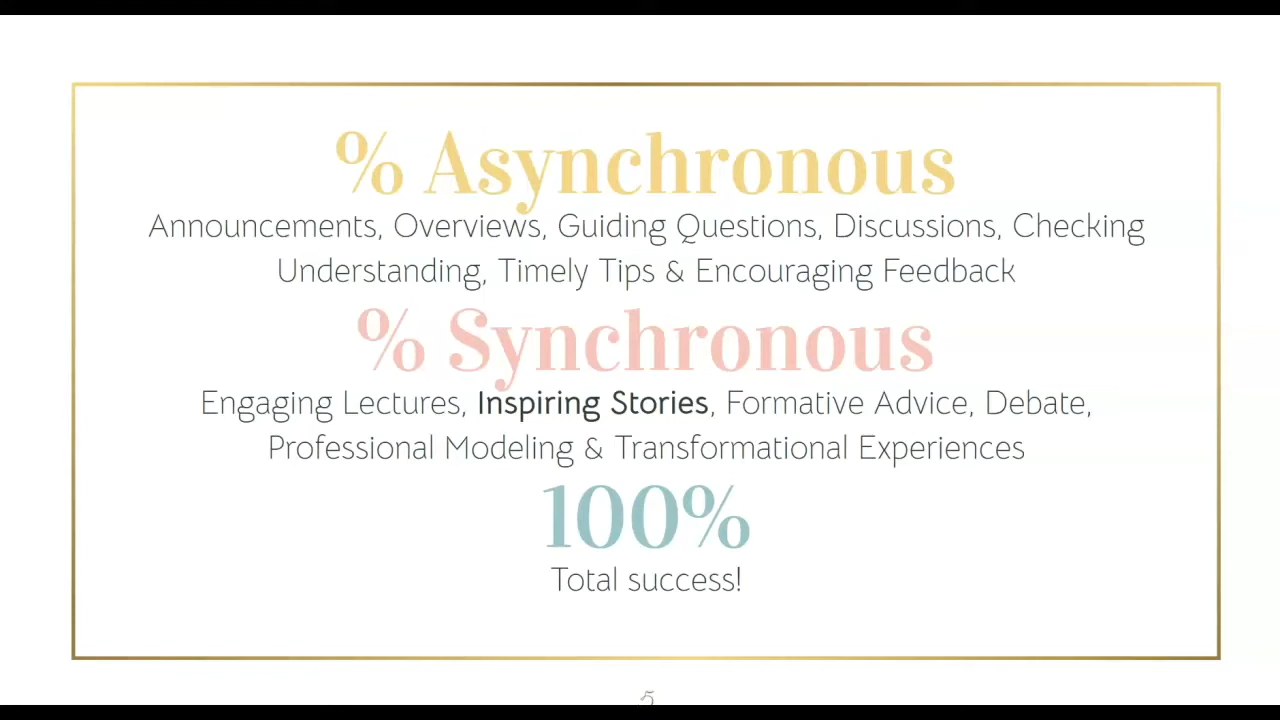 % Asynchronous
Announcements, Overviews, Guiding Questions, Discussions, Checking
Understanding, Timely Tips & Encouraging Feedback
% Synchronous
Engaging Lectures, Inspiring Stories, Formative Advice, Debate,
Professional Modeling & Transformational Experiences
100%
Total success!
5